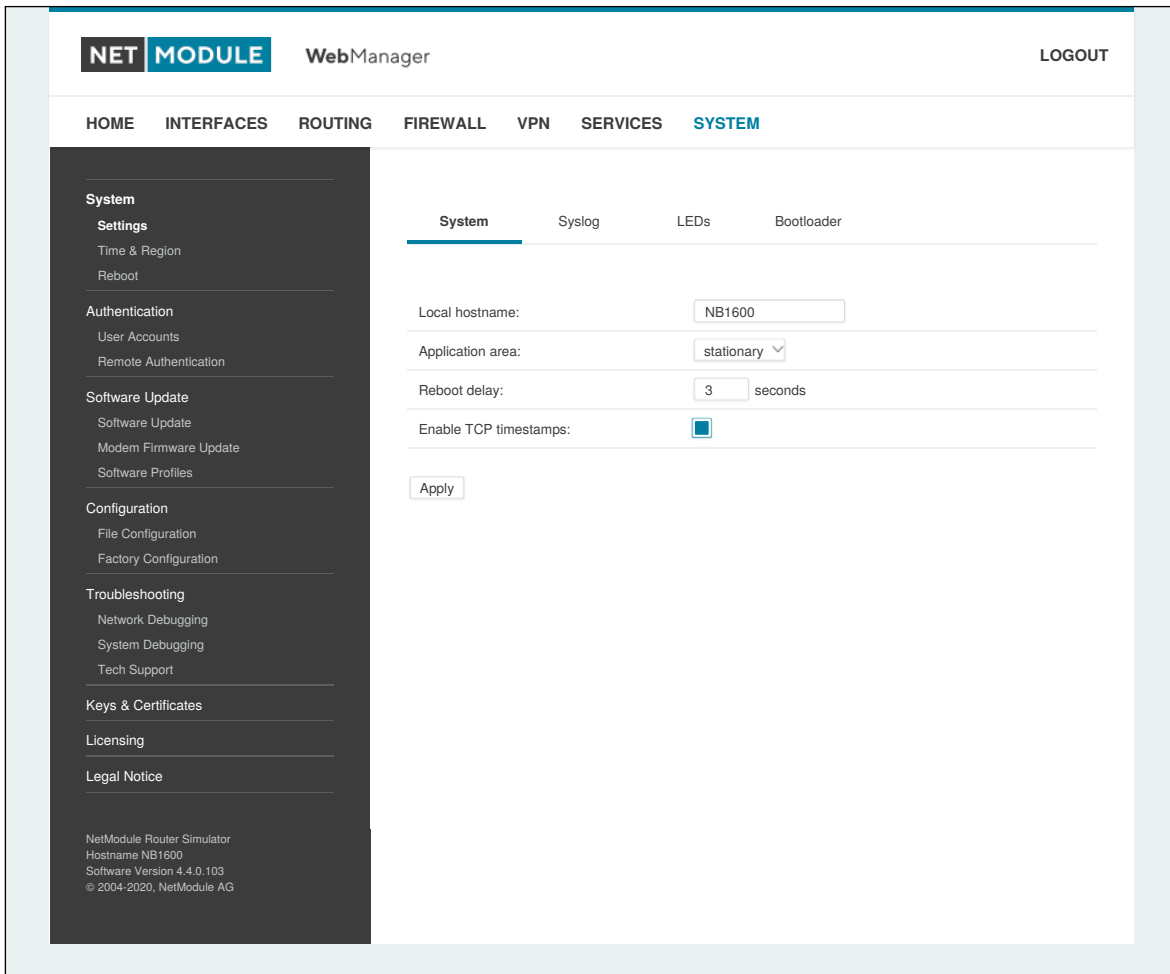 NET MODULE WebManager LOGOUT
HOME INTERFACES ROUTING FIREWALL VPN SERVICES SYSTEM
System
Settings
Time & Region
Reboot
Authentication
User Accounts
Remote Authentication
Software Update
Software Update
Modem Firmware Update
Software Profiles
Configuration
File Configuration
Factory Configuration
Troubleshooting
Network Debugging
System Debugging
Tech Support
Keys & Certificates
Licensing
Legal Notice
NetModule Router Simulator
Hostname NB1600
Software Version 4.4.0.103
© 2004-2020, NetModule AG
System Syslog LEDs Bootloader
Local hostname: NB1600
Application area: stationary
Reboot delay: 3 seconds
Enable TCP timestamps:
Apply